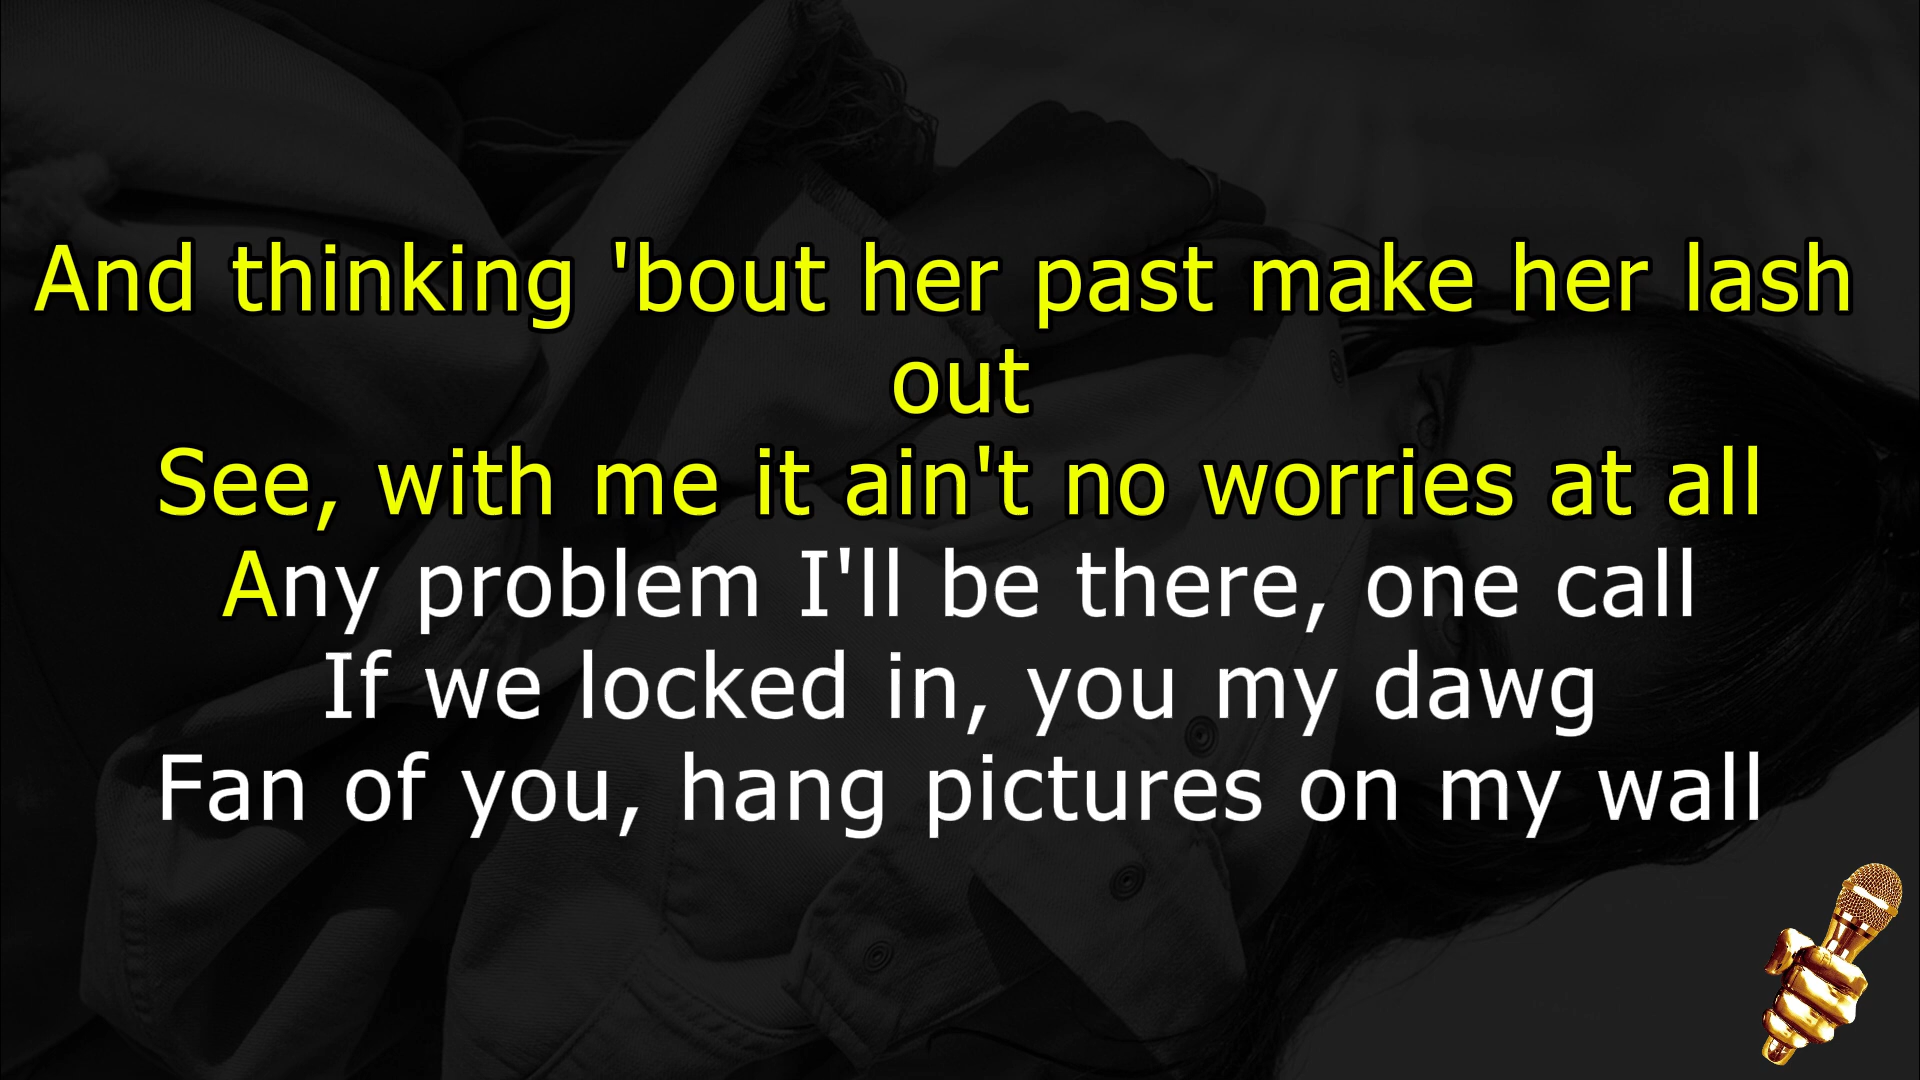 And thinking 'bout her past make her lash
out
See, with me it ain't no worries at all
Any problem I'll be there, one call
If we locked in, you my dawg
Fan of you, hang pictures on my wall